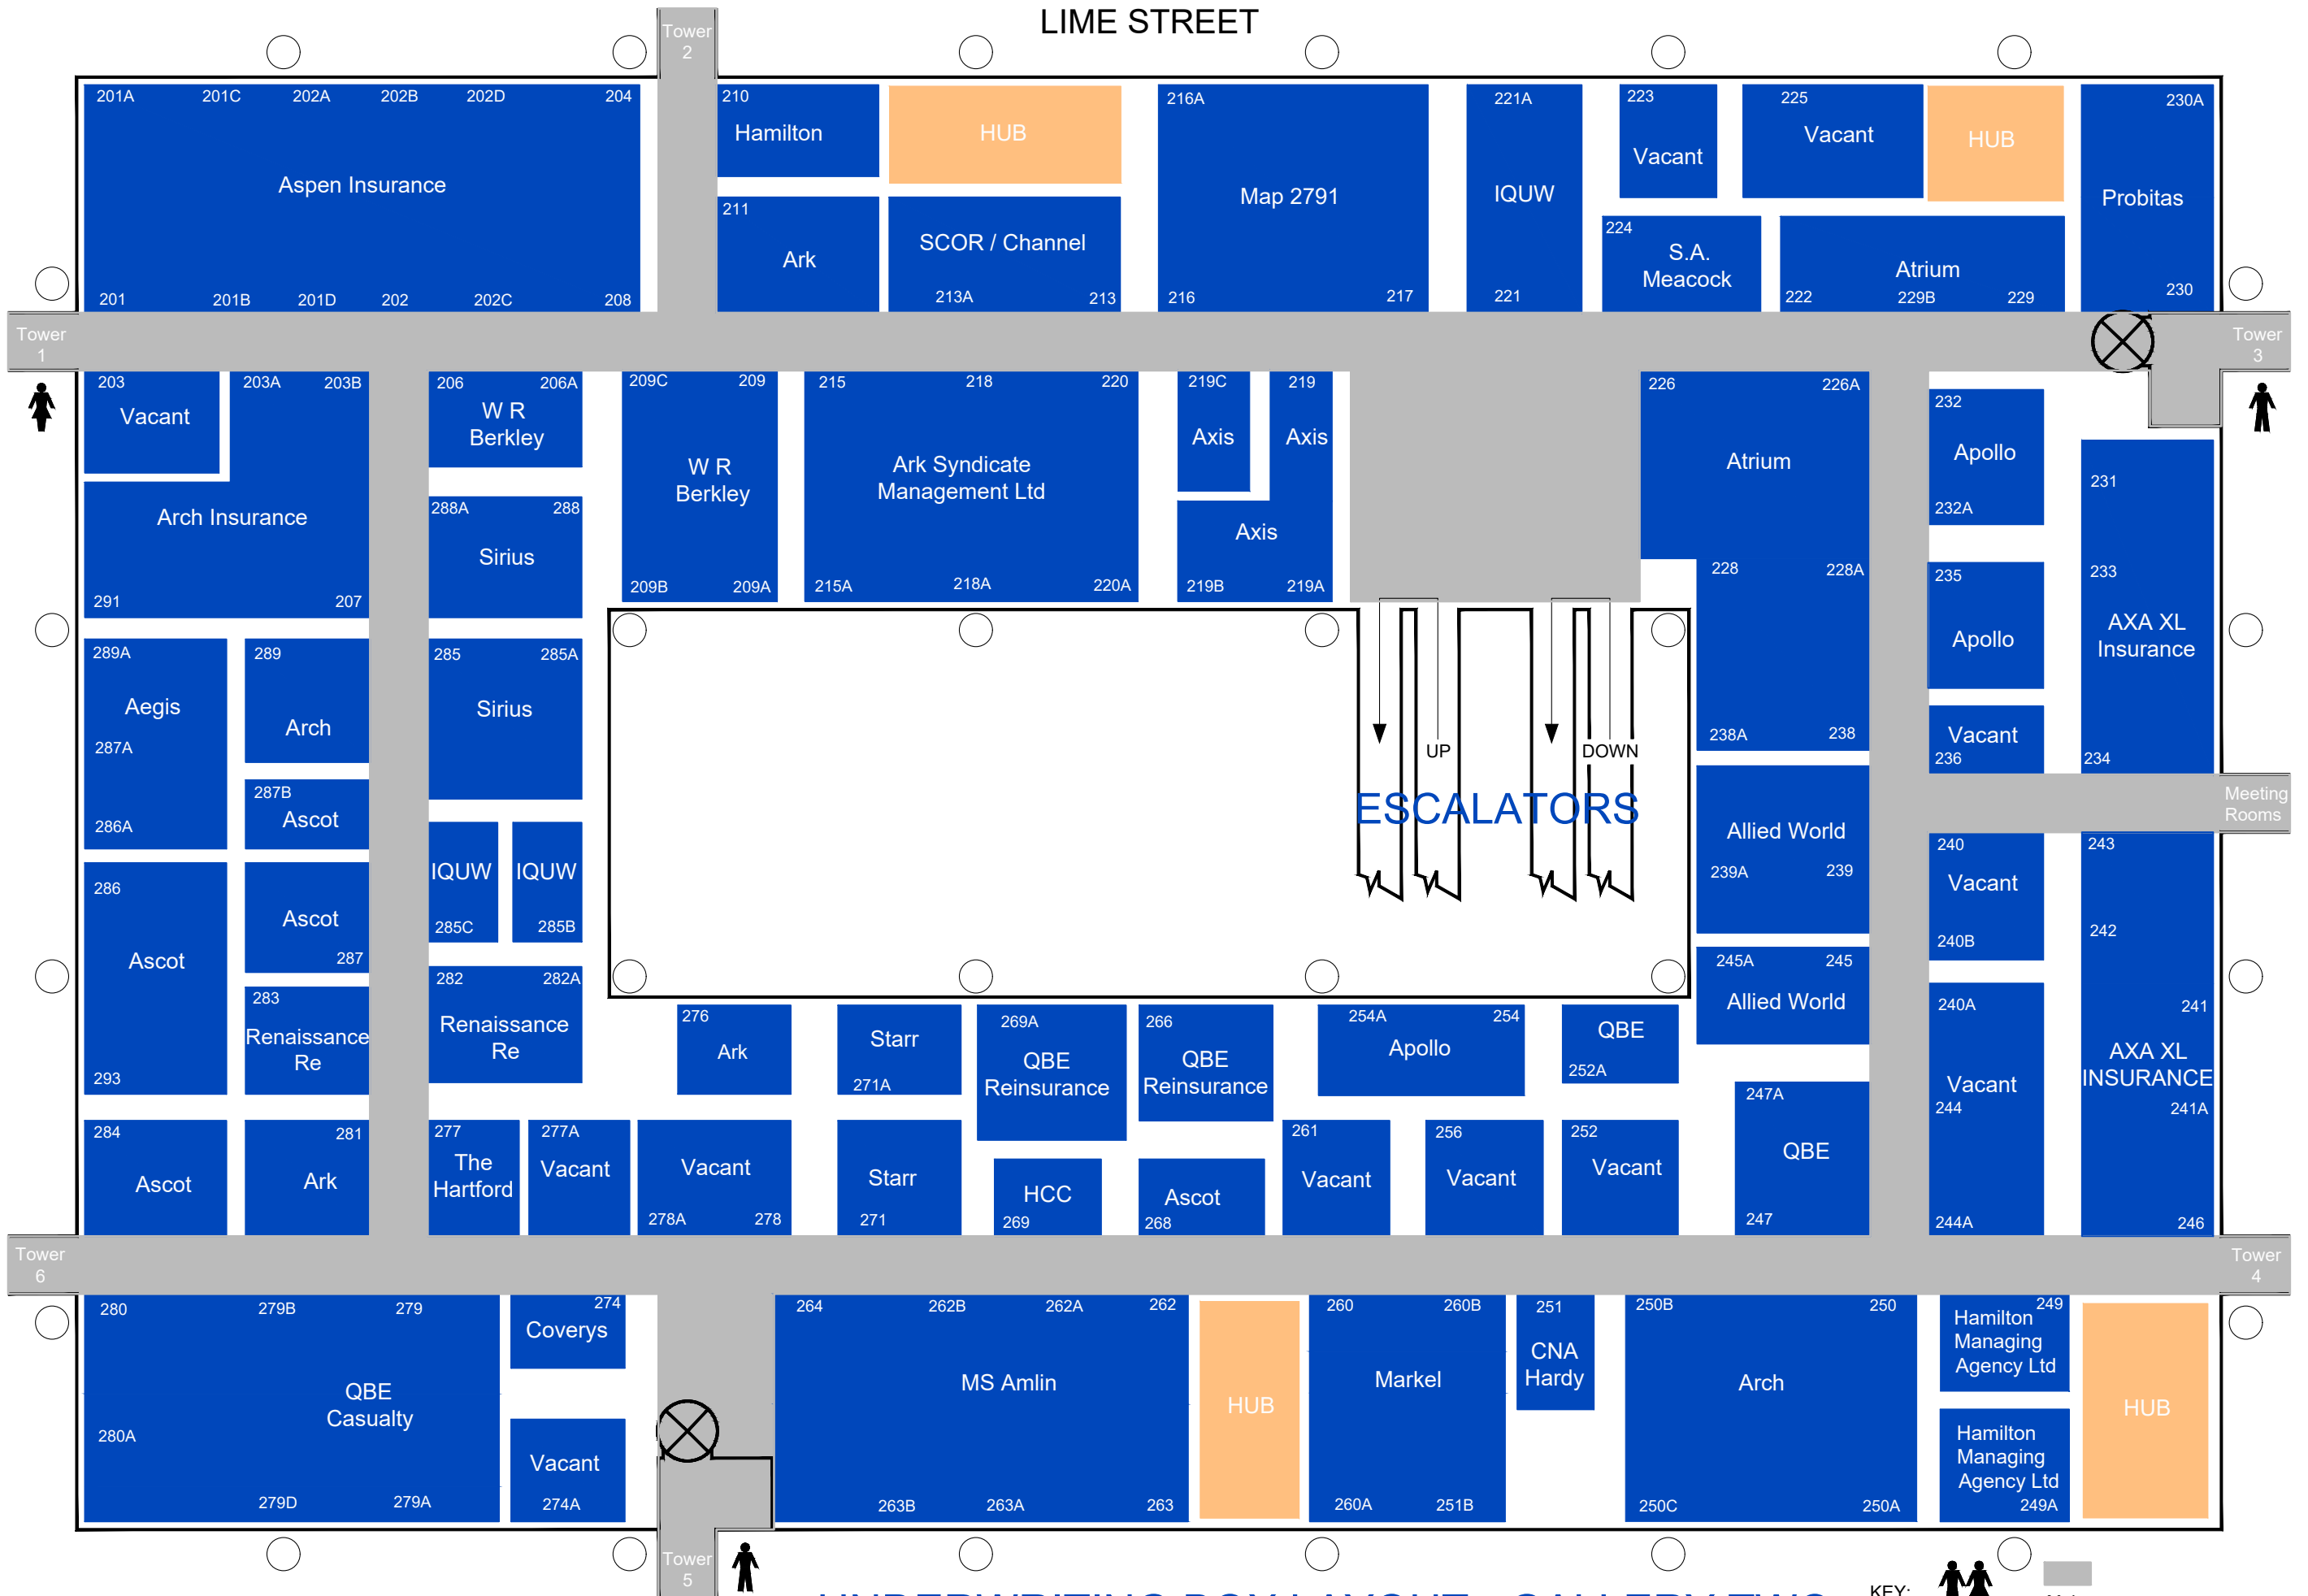 LIME STREET
Tower
2
201A 201C 202A 202B 202D 204
Aspen Insurance
201 201B 201D 202 202C 208
210
Hamilton
HUB
211
Ark
SCOR / Channel
213A 213
216A
Map 2791
216 217
221A
IQUW
221
223
Vacant
225
Vacant
HUB
230A
Probitas
230
224
S.A.
Meacock
Atrium
222 229B 229
Tower
1
Tower
3
203
Vacant
203A 203B
Arch Insurance
291 207
206 206A
W R
Berkley
288A 288
Sirius
209C 209
W R
Berkley
209B 209A
215 218 220
Ark Syndicate
Management Ltd
215A 218A 220A
219C
Axis
219
Axis
Axis
219B 219A
226 226A
Atrium
228 228A
238A 238
232
Apollo
232A
235
Apollo
Vacant
236
231
233
AXA XL
Insurance
234
289A
Aegis
287A
286A
289
Arch
287B
Ascot
285 285A
Sirius
UP
DOWN
ESCALATORS
Meeting
Rooms
286
Ascot
293
Ascot
287
283
Renaissance
Re
IQUW
285C
IQUW
285B
282 282A
Renaissance
Re
Allied World
239A 239
245A 245
Allied World
240
Vacant
240B
240A
Vacant
244
244A
243
242
241
AXA XL
INSURANCE
241A
246
276
Ark
Starr
271A
269A
QBE
Reinsurance
266
QBE
Reinsurance
254A 254
Apollo
QBE
252A
247A
QBE
247
284
Ascot
281
Ark
277
The
Hartford
277A
Vacant
Vacant
278A 278
Starr
271
HCC
269
Ascot
268
261
Vacant
256
Vacant
252
Vacant
Tower
6
Tower
4
280 279B 279
QBE
Casualty
280A
279D 279A
274
Coverys
Vacant
274A
264 262B 262A 262
MS Amlin
263B 263A 263
HUB
260 260B
Markel
260A 251B
251
CNA
Hardy
250B 250
Arch
250C 250A
249
Hamilton
Managing
Agency Ltd
Hamilton
Managing
Agency Ltd
249A
HUB
Tower
5
UNDERWRITING BOX LAYOUT - GALLERY TWO
KEY: